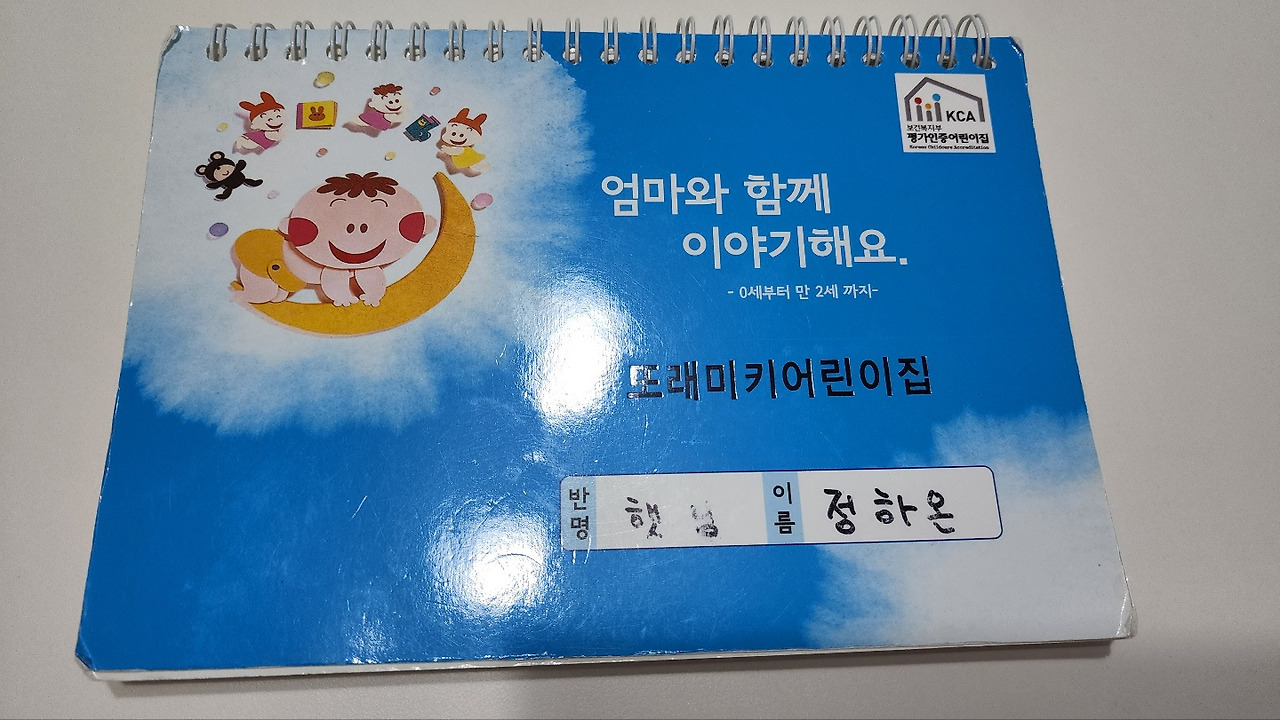 KCA
보건복지부
평가인증어린이집
Korean Childcare Accreditation
엄마와 함께
이야기해요.
- 0세부터 만 2세 까지-
또래미키어린이집
반명 햇님 이름 정하온